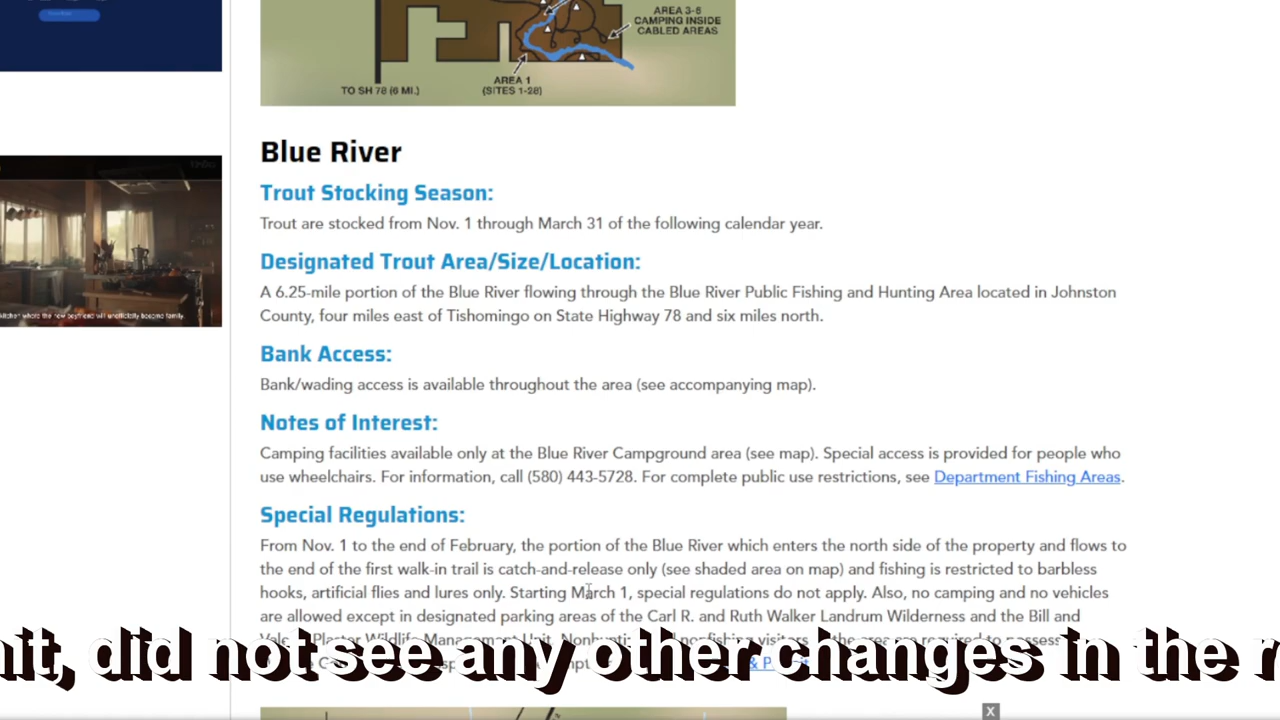 AREA 3-6
CAMPING INSIDE
CABLED AREAS
TO SH 78 (6 MI.)
AREA 1
(SITES 1-28)
Blue River
Trout Stocking Season:
Trout are stocked from Nov. 1 through March 31 of the following calendar year.
Designated Trout Area/Size/Location:
A 6.25-mile portion of the Blue River flowing through the Blue River Public Fishing and Hunting Area located in Johnston
County, four miles east of Tishomingo on State Highway 78 and six miles north.
Bank Access:
Bank/wading access is available throughout the area (see accompanying map).
Notes of Interest:
Camping facilities available only at the Blue River Campground area (see map). Special access is provided for people who
use wheelchairs. For information, call (580) 443-5728. For complete public use restrictions, see Department Fishing Areas.
Special Regulations:
From Nov. 1 to the end of February, the portion of the Blue River which enters the north side of the property and flows to
the end of the first walk-in trail is catch-and-release only (see shaded area on map) and fishing is restricted to barbless
hooks, artificial flies and lures only. Starting March 1, special regulations do not apply. Also, no camping and no vehicles
are allowed except in designated parking areas of the Carl R. and Ruth Walker Landrum Wilderness and the Bill and
Wildlife Management Unit. visitors the area are required to possess
did not see any other changes in the
X